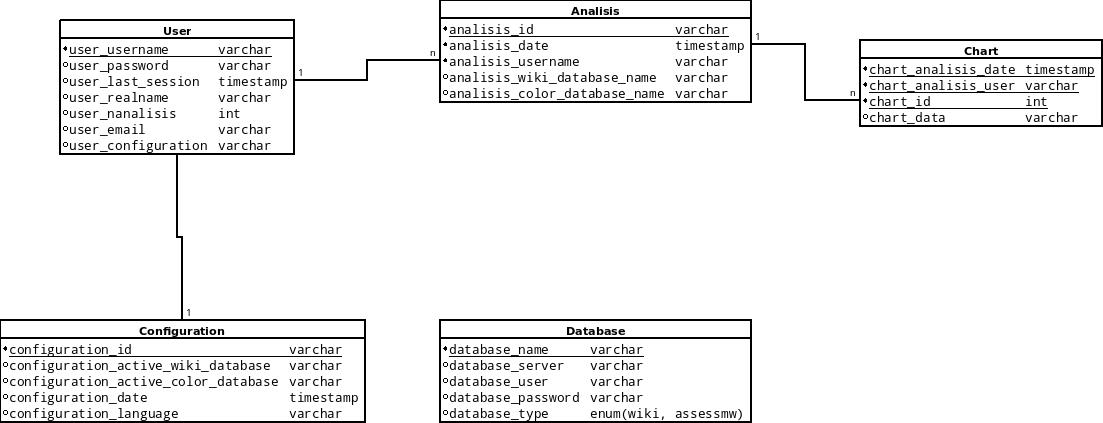 User
user_username varchar
user_password varchar
user_last_session timestamp
user_realname varchar
user_nanalisis int
user_email varchar
user_configuration varchar
1
n
Analisis
analisis_id varchar
analisis_date timestamp
analisis_username varchar
analisis_wiki_database_name varchar
analisis_color_database_name varchar
1
n
Chart
chart_analisis_date timestamp
chart_analisis_user varchar
chart_id int
chart_data varchar
1
Configuration
configuration_id varchar
configuration_active_wiki_database varchar
configuration_active_color_database varchar
configuration_date timestamp
configuration_language varchar
Database
database_name varchar
database_server varchar
database_user varchar
database_password varchar
database_type enum(wiki, assessmw)